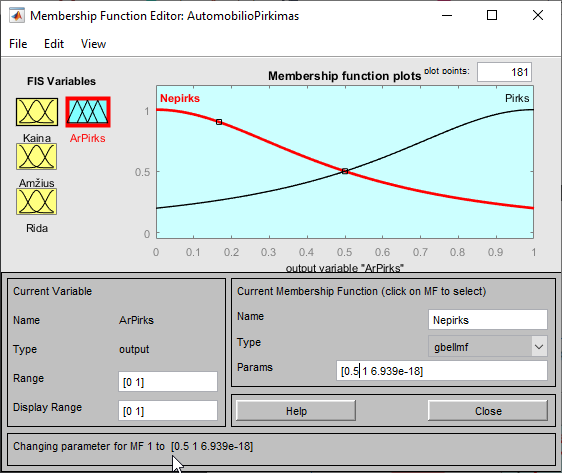 Membership Function Editor: AutomobilioPirkimas
File Edit View
FIS Variables
Kaina
ArPirks
Amžius
Rida
Membership function plots
plot points:
181
Nepirks
Pirks
1
0.5
0
0 0.1 0.2 0.3 0.4 0.5 0.6 0.7 0.8 0.9 1
output variable "ArPirks"
Current Variable
Name ArPirks
Type output
Range [0 1]
Display Range [0 1]
Current Membership Function (click on MF to select)
Name Nepirks
Type gbellmf
Params [0.5 1 6.939e-18]
Help Close
Changing parameter for MF 1 to [0.5 1 6.939e-18]